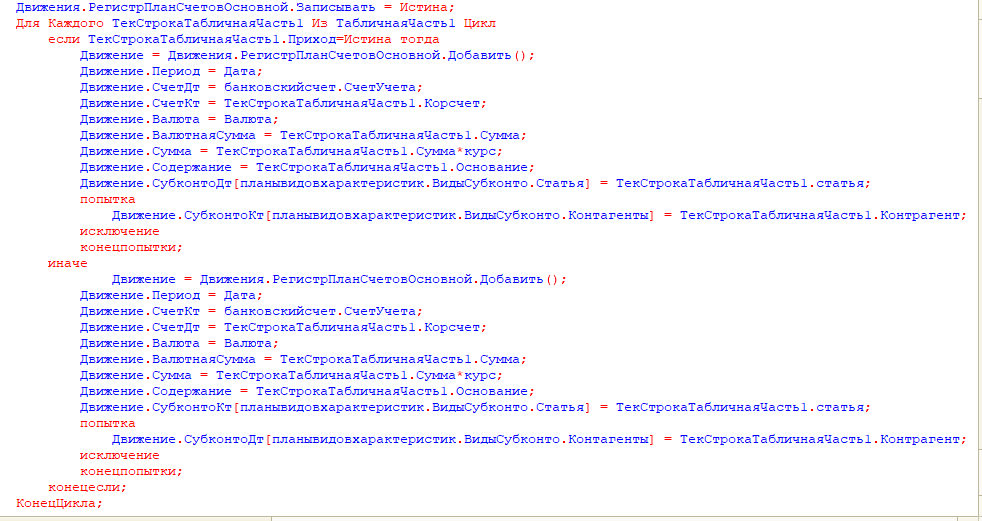 Движения.РегистрПланСчетовОсновной.Записывать = Истина;
Для Каждого ТекСтрокаТабличнаяЧасть1 Из ТабличнаяЧасть1 Цикл
если ТекСтрокаТабличнаяЧасть1.Приход=Истина тогда
Движение = Движения.РегистрПланСчетовОсновной.Добавить();
Движение.Период = Дата;
Движение.СчетДт = банковскийсчет.СчетУчета;
Движение.СчетКт = ТекСтрокаТабличнаяЧасть1.Корсчет;
Движение.Валюта = Валюта;
Движение.ВалютнаяСумма = ТекСтрокаТабличнаяЧасть1.Сумма;
Движение.Сумма = ТекСтрокаТабличнаяЧасть1.Сумма*курс;
Движение.Содержание = ТекСтрокаТабличнаяЧасть1.Основание;
Движение.СубконтоДт[планывидовхарактеристик.ВидыСубконто.Статья] = ТекСтрокаТабличнаяЧасть1.статья;
попытка
Движение.СубконтоКт[планывидовхарактеристик.ВидыСубконто.Контагенты] = ТекСтрокаТабличнаяЧасть1.Контрагент;
исключение
конецпопытки;
иначе
Движение = Движения.РегистрПланСчетовОсновной.Добавить();
Движение.Период = Дата;
Движение.СчетКт = банковскийсчет.СчетУчета;
Движение.СчетДт = ТекСтрокаТабличнаяЧасть1.Корсчет;
Движение.Валюта = Валюта;
Движение.ВалютнаяСумма = ТекСтрокаТабличнаяЧасть1.Сумма;
Движение.Сумма = ТекСтрокаТабличнаяЧасть1.Сумма*курс;
Движение.Содержание = ТекСтрокаТабличнаяЧасть1.Основание;
Движение.СубконтоКт[планывидовхарактеристик.ВидыСубконто.Статья] = ТекСтрокаТабличнаяЧасть1.статья;
попытка
Движение.СубконтоДт[планывидовхарактеристик.ВидыСубконто.Контагенты] = ТекСтрокаТабличнаяЧасть1.Контрагент;
исключение
конецпопытки;
конецесли;
КонецЦикла;